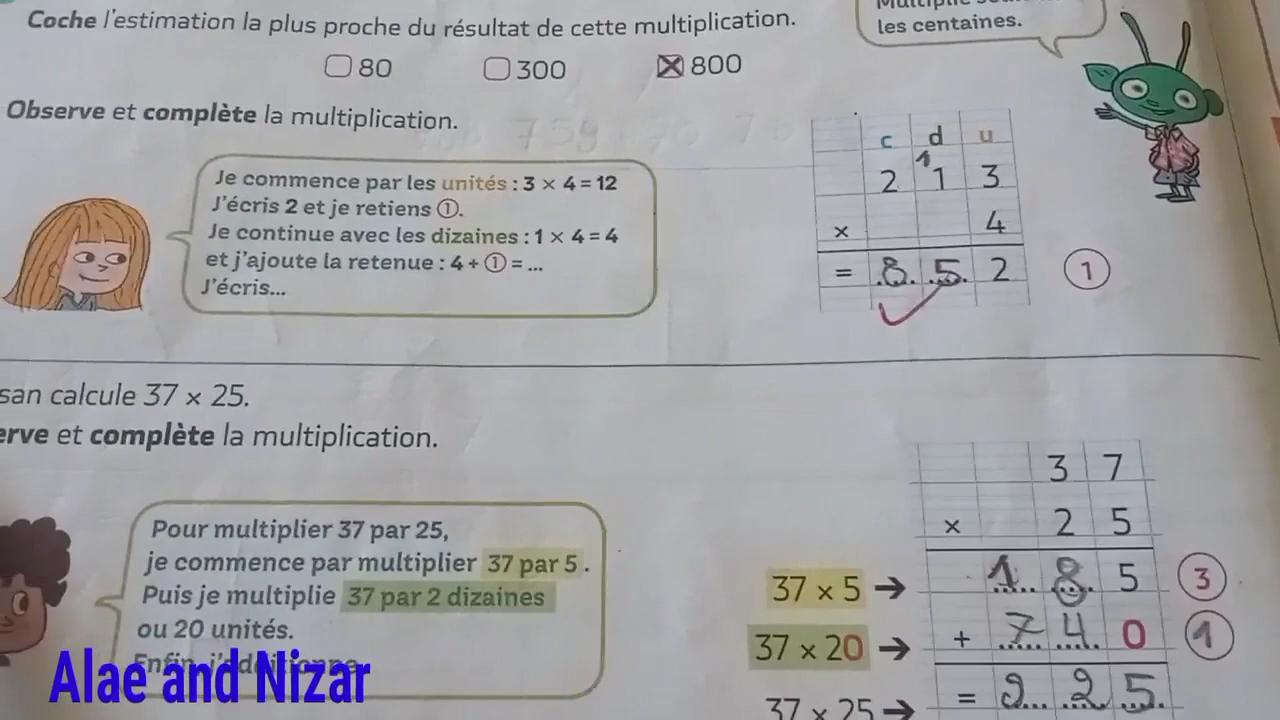 Coche l'estimation la plus proche du résultat de cette multiplication.
les centaines.
80 300 800
Observe et complète la multiplication.
Je commence par les unités : 3 × 4 = 12
J'écris 2 et je retiens ①.
Je continue avec les dizaines : 1 × 4 = 4
et j'ajoute la retenue : 4 + ① = ...
J'écris...
c d u
1
2 1 3
× 4
= 8 5 2 ①
san calcule 37 × 25.
erve et complète la multiplication.
Pour multiplier 37 par 25,
je commence par multiplier 37 par 5.
Puis je multiplie 37 par 2 dizaines
ou 20 unités.
3 7
× 2 5
37 × 5 → 1 8 5 ③
37 × 20 → + 7 4 0 ①
37 × 25 → = 9 2 5
Alae and Nizar